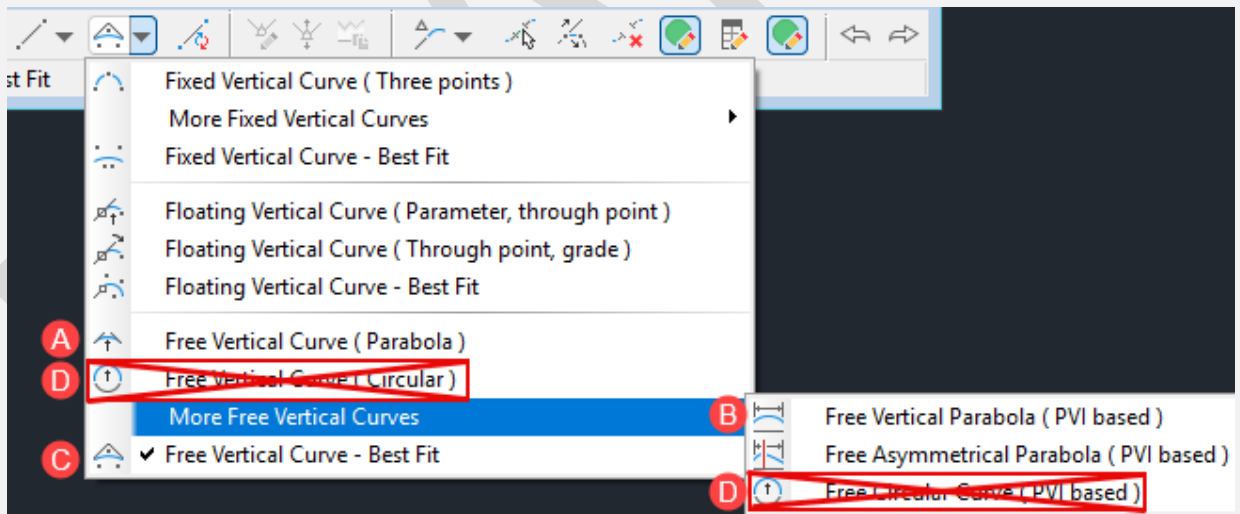 st Fit
Fixed Vertical Curve ( Three points )
More Fixed Vertical Curves
Fixed Vertical Curve - Best Fit
Floating Vertical Curve ( Parameter, through point )
Floating Vertical Curve ( Through point, grade )
Floating Vertical Curve - Best Fit
A Free Vertical Curve ( Parabola )
D Free Vertical Curve ( Circular )
More Free Vertical Curves
C Free Vertical Curve - Best Fit
B Free Vertical Parabola ( PVI based )
Free Asymmetrical Parabola ( PVI based )
D Free Circular Curve ( PVI based )